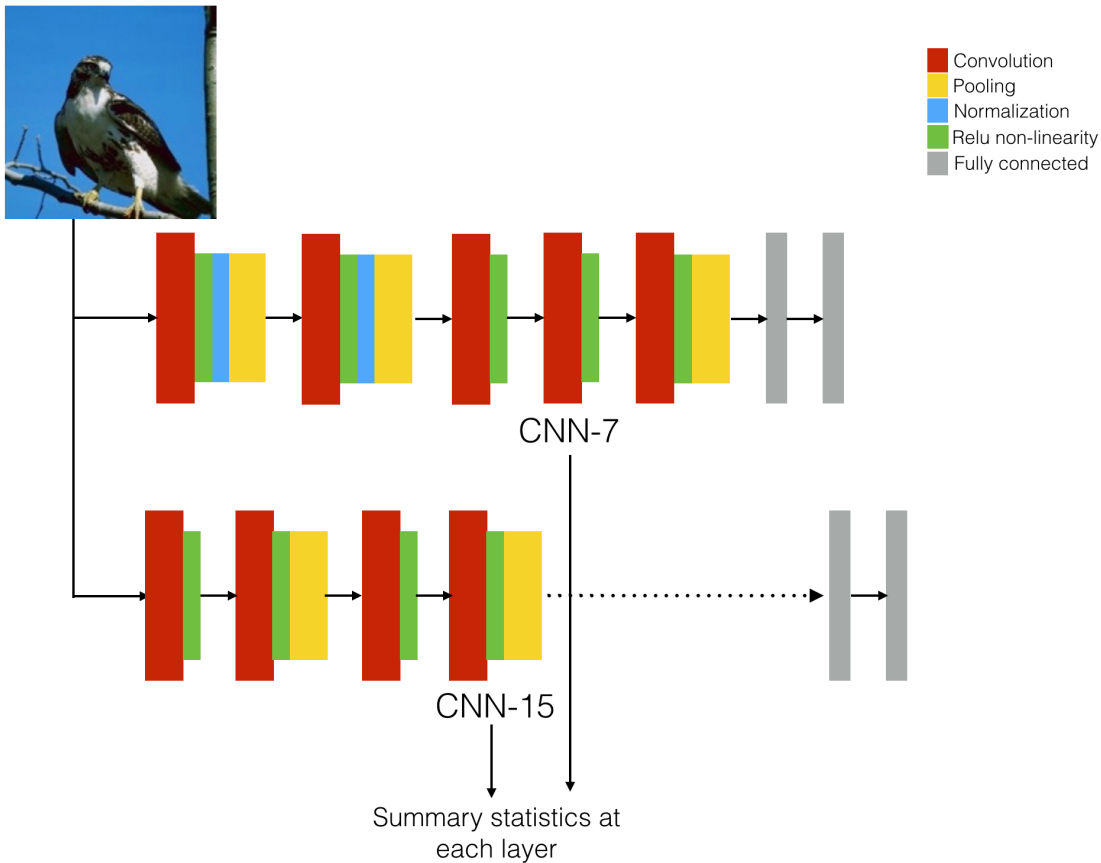 Convolution
Pooling
Normalization
Relu non-linearity
Fully connected
CNN-7
CNN-15
Summary statistics at
each layer